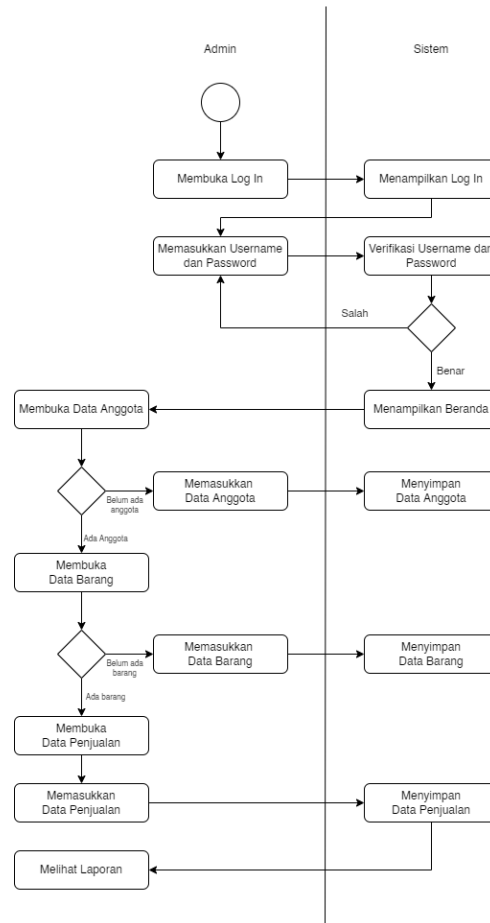 Admin
Sistem
Membuka Log In
Menampilkan Log In
Memasukkan Username
dan Password
Verifikasi Username dan
Password
Salah
Benar
Membuka Data Anggota
Menampilkan Beranda
Belum ada
anggota
Memasukkan
Data Anggota
Menyimpan
Data Anggota
Ada Anggota
Membuka
Data Barang
Belum ada
barang
Memasukkan
Data Barang
Menyimpan
Data Barang
Ada barang
Membuka
Data Penjualan
Memasukkan
Data Penjualan
Menyimpan
Data Penjualan
Melihat Laporan